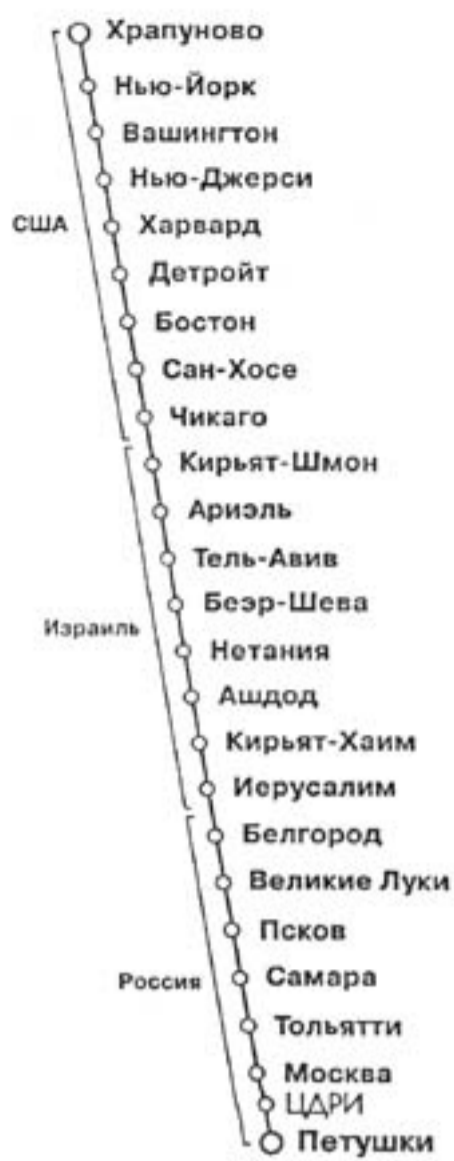 Храпуново
Нью-Йорк
Вашингтон
Нью-Джерси
США
Харвард
Детройт
Бостон
Сан-Хосе
Чикаго
Кирьят-Шмон
Ариэль
Тель-Авив
Беэр-Шева
Израиль
Нетания
Ашдод
Кирьят-Хаим
Иерусалим
Белгород
Великие Луки
Псков
Россия
Самара
Тольятти
Москва
ЦАРИ
Петушки